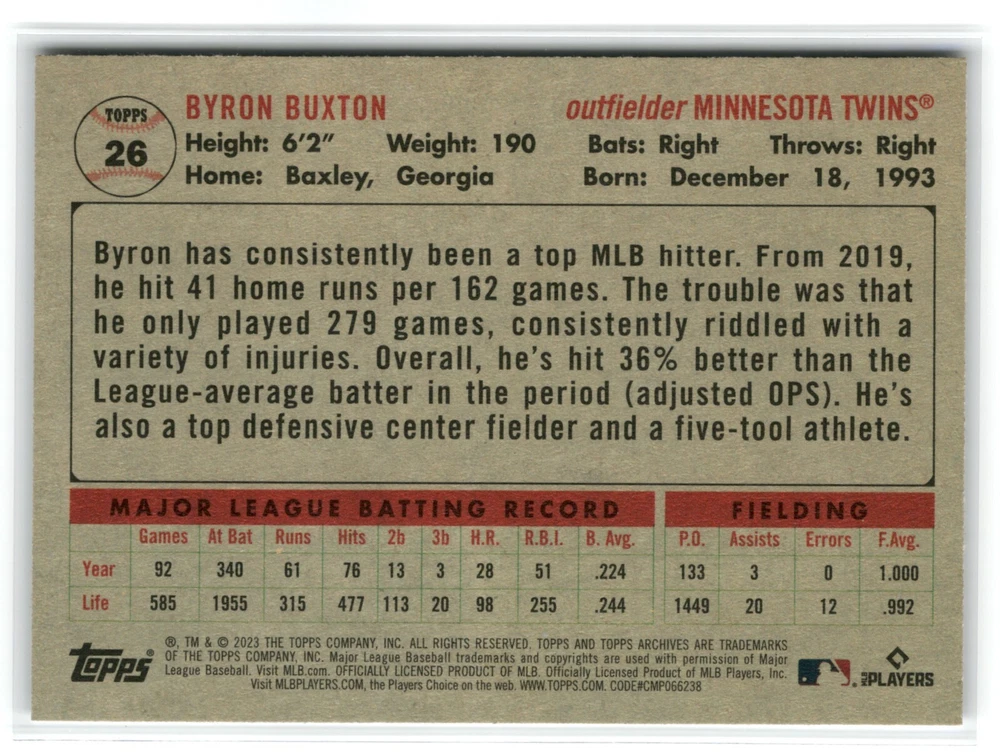 TOPPS
26
BYRON BUXTON outfielder MINNESOTA TWINS®
Height: 6'2" Weight: 190 Bats: Right Throws: Right
Home: Baxley, Georgia Born: December 18, 1993
Byron has consistently been a top MLB hitter. From 2019,
he hit 41 home runs per 162 games. The trouble was that
he only played 279 games, consistently riddled with a
variety of injuries. Overall, he's hit 36% better than the
League-average batter in the period (adjusted OPS). He's
also a top defensive center fielder and a five-tool athlete.
MAJOR LEAGUE BATTING RECORD FIELDING
Games At Bat Runs Hits 2b 3b H.R. R.B.I. B. Avg. P.O. Assists Errors F.Avg.
Year 92 340 61 76 13 3 28 51 .224 133 3 0 1.000
Life 585 1955 315 477 113 20 98 255 .244 1449 20 12 .992
topps®
®, TM & © 2023 THE TOPPS COMPANY, INC. ALL RIGHTS RESERVED. TOPPS AND TOPPS ARCHIVES ARE TRADEMARKS
OF THE TOPPS COMPANY, INC. Major League Baseball trademarks and copyrights are used with permission of Major
League Baseball. Visit MLB.com. OFFICIALLY LICENSED PRODUCT OF MLB. Officially Licensed Product of MLB Players, Inc.
Visit MLBPLAYERS.COM, the Players Choice on the web. WWW.TOPPS.COM. CODE#CMP066238
MLB PLAYERS